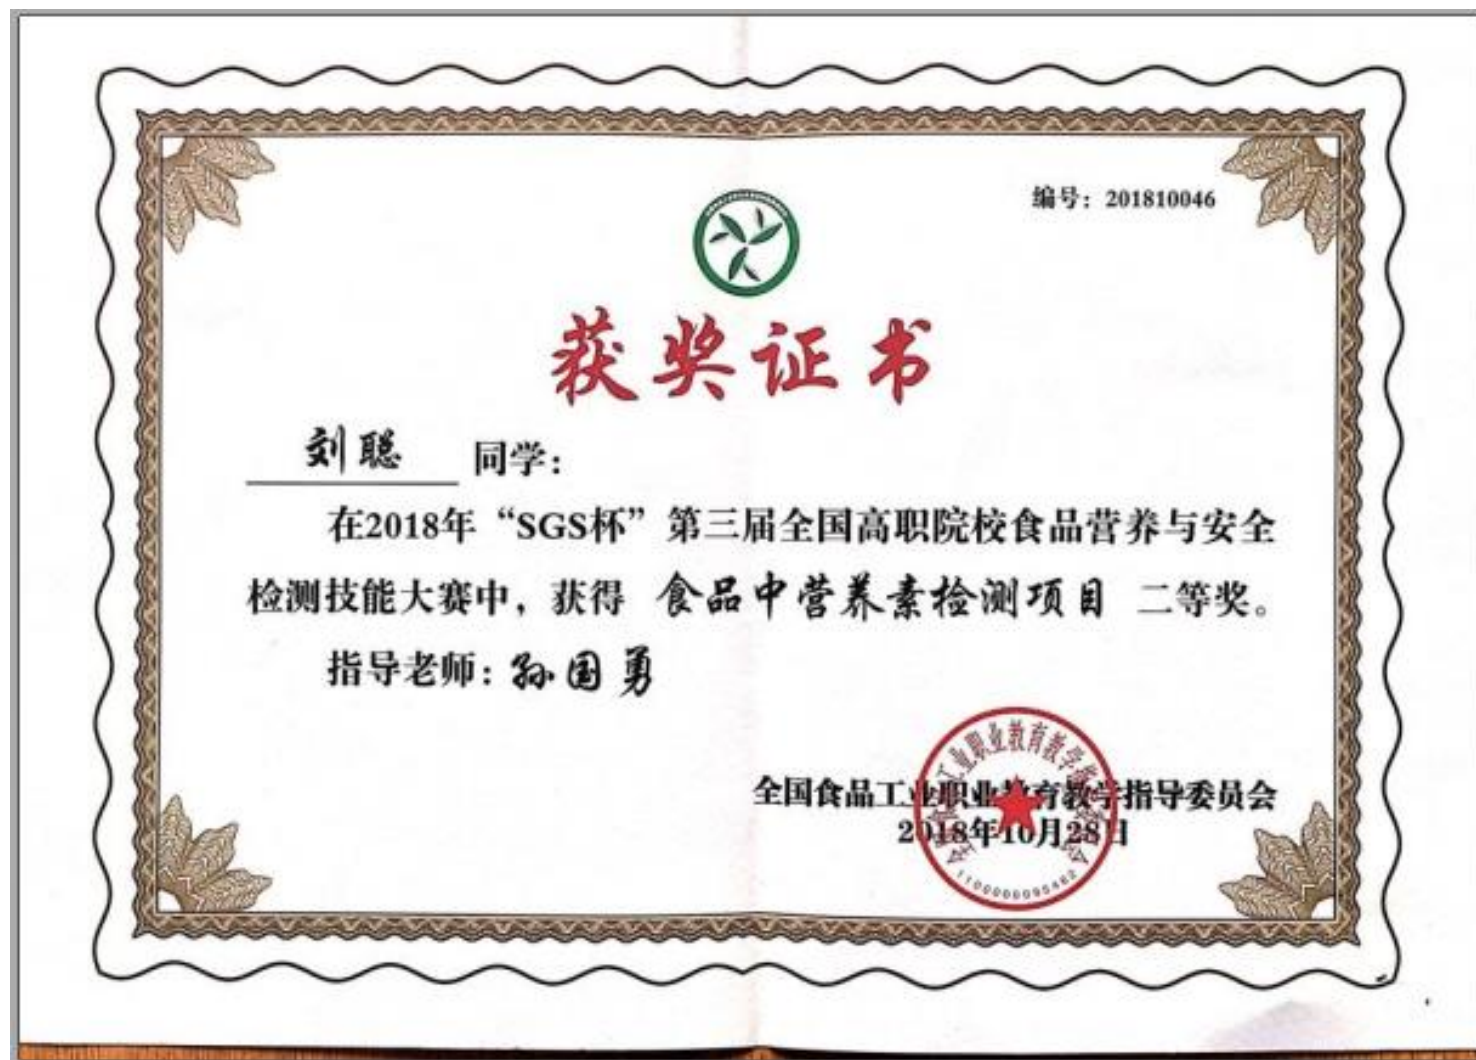 编号：201810046
获奖证书
刘聪 同学：
在2018年“SGS杯”第三届全国高职院校食品营养与安全
检测技能大赛中，获得 食品中营养素检测项目 二等奖。
指导老师：孙国勇
全国食品工业职业教育教学指导委员会
2018年10月28日
1100000095462